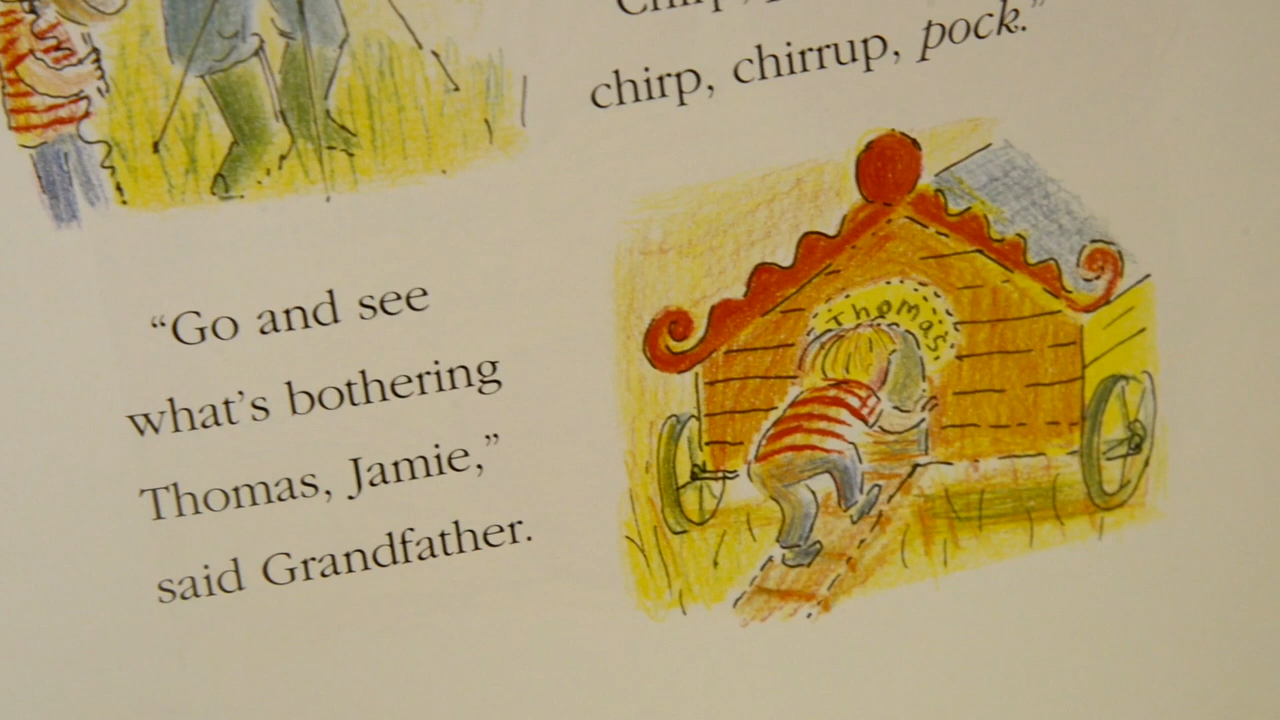 chirp, chirrup, pock."
Thomas
"Go and see
what's bothering
Thomas, Jamie,"
said Grandfather.